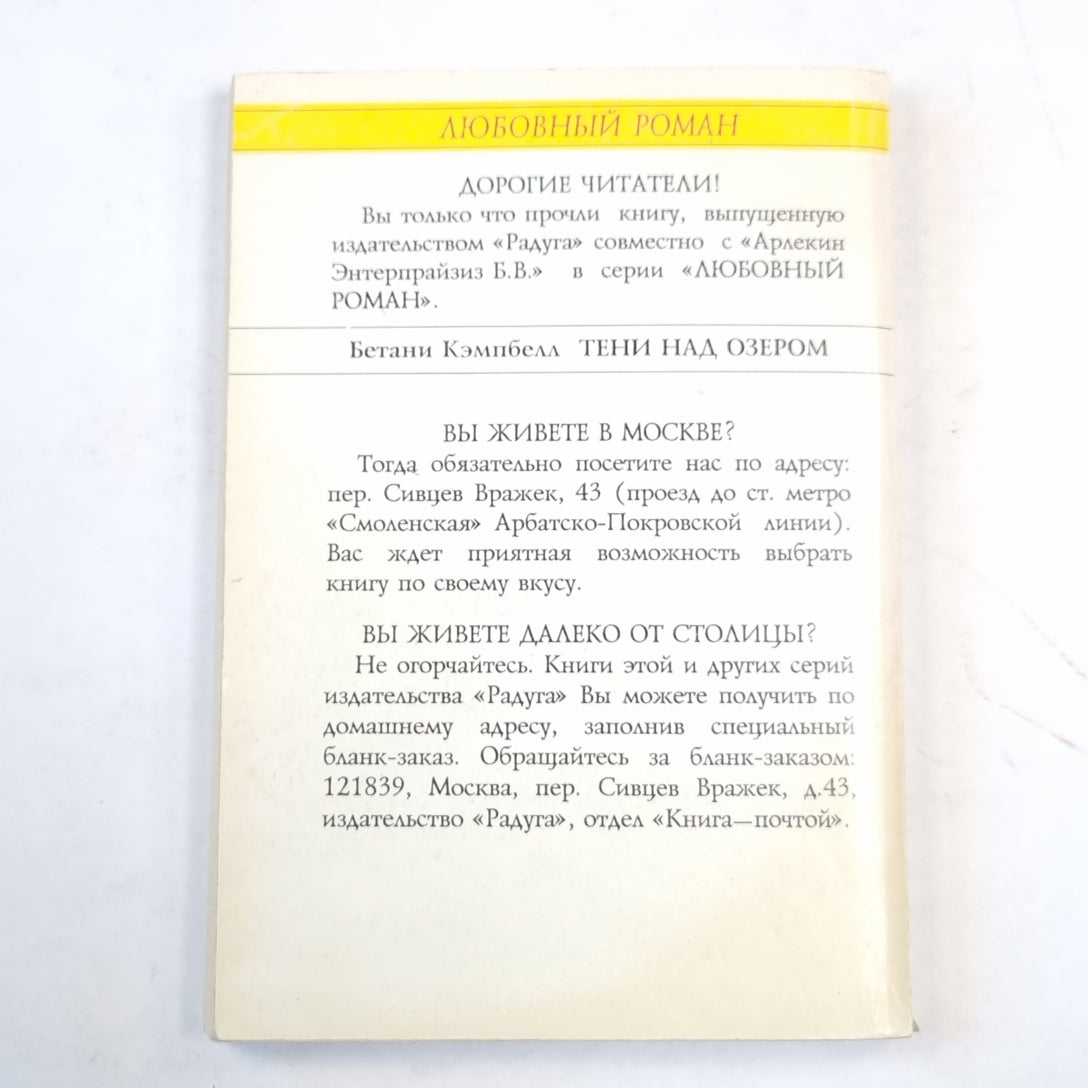 ЛЮБОВНЫЙ РОМАН
ДОРОГИЕ ЧИТАТЕЛИ!
Вы только что прочли книгу, выпущенную
издательством «Радуга» совместно с «Арлекин
Энтерпрайзиз Б.В.» в серии «ЛЮБОВНЫЙ
РОМАН».
Бетани Кэмпбелл ТЕНИ НАД ОЗЕРОМ
ВЫ ЖИВЕТЕ В МОСКВЕ?
Тогда обязательно посетите нас по адресу:
пер. Сивцев Вражек, 43 (проезд до ст. метро
«Смоленская» Арбатско-Покровской линии).
Вас ждет приятная возможность выбрать
книгу по своему вкусу.
ВЫ ЖИВЕТЕ ДАЛЕКО ОТ СТОЛИЦЫ?
Не огорчайтесь. Книги этой и других серий
издательства «Радуга» Вы можете получить по
домашнему адресу, заполнив специальный
бланк-заказ. Обращайтесь за бланк-заказом:
121839, Москва, пер. Сивцев Вражек, д.43,
издательство «Радуга», отдел «Книга—почтой».